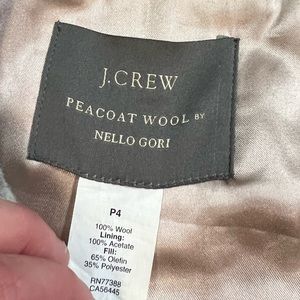 J.CREW
PEACOAT WOOL BY
NELLO GORI
P4
100% Wool
Lining:
100% Acetate
Fill:
65% Olefin
35% Polyester
RN77388
CA56445